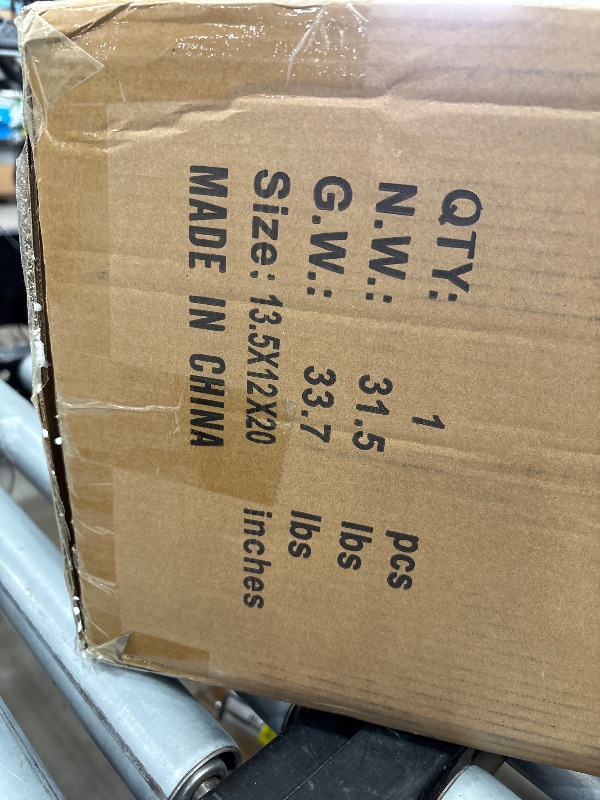 QTY: 1 pcs
N.W.: 31.5 lbs
G.W.: 33.7 lbs
Size: 13.5X12X20 inches
MADE IN CHINA